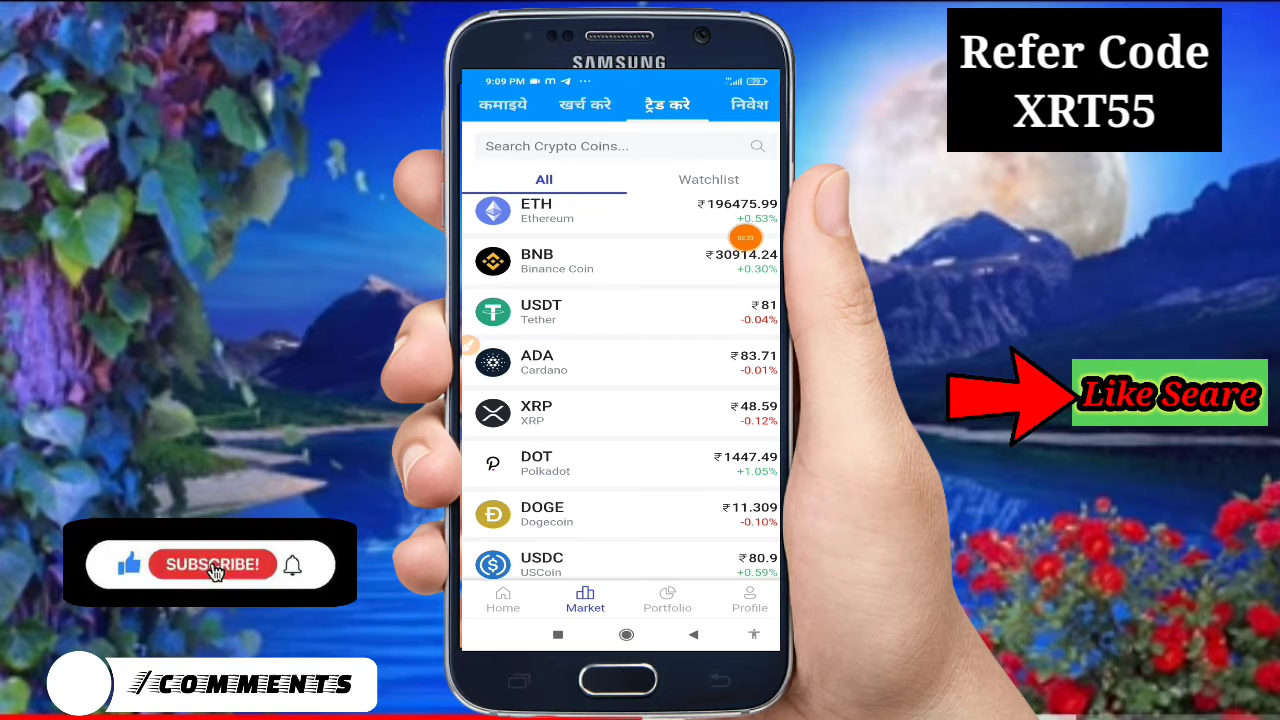 Refer Code
XRT55
SAMSUNG
9:09 PM
कमाइये खर्च करे ट्रैड करे निवेश
Search Crypto Coins...
All Watchlist
ETH ₹196475.99
Ethereum +0.53%
02:23
BNB ₹30914.24
Binance Coin +0.30%
USDT ₹81
Tether -0.04%
ADA ₹83.71
Cardano -0.01%
XRP ₹48.59
XRP -0.12%
DOT ₹1447.49
Polkadot +1.05%
DOGE ₹11.309
Dogecoin -0.10%
USDC ₹80.9
USCoin +0.59%
Home Market Portfolio Profile
Like Seare
SUBSCRIBE!
/COMMENTS